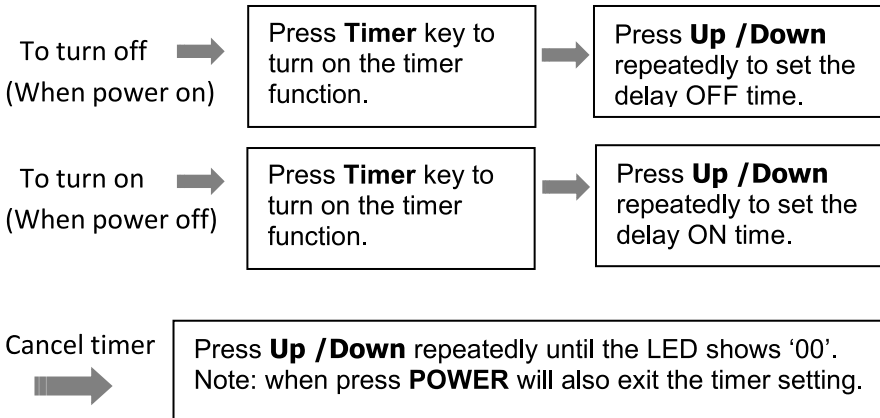 To turn off
(When power on)
Press Timer key to
turn on the timer
function.
Press Up /Down
repeatedly to set the
delay OFF time.
To turn on
(When power off)
Press Timer key to
turn on the timer
function.
Press Up /Down
repeatedly to set the
delay ON time.
Cancel timer
Press Up /Down repeatedly until the LED shows ‘00’.
Note: when press POWER will also exit the timer setting.